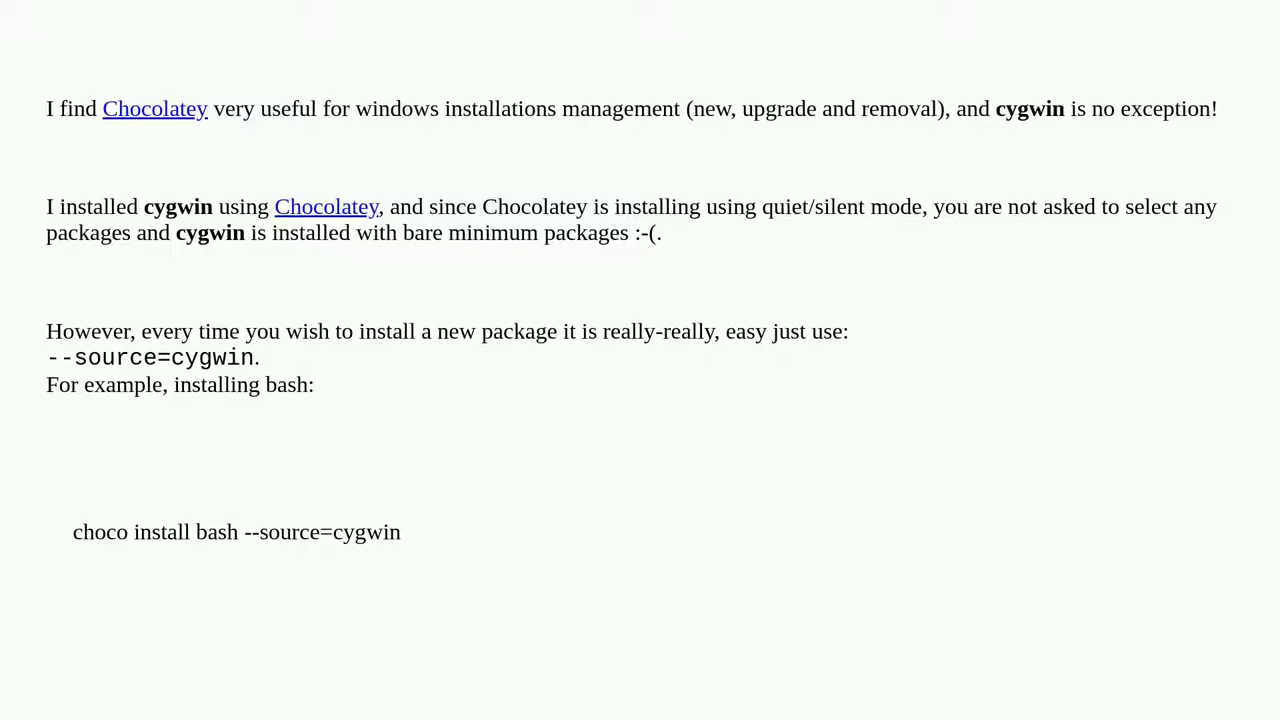 I find Chocolatey very useful for windows installations management (new, upgrade and removal), and cygwin is no exception!
I installed cygwin using Chocolatey, and since Chocolatey is installing using quiet/silent mode, you are not asked to select any
packages and cygwin is installed with bare minimum packages :-(.
However, every time you wish to install a new package it is really-really, easy just use:
--source=cygwin.
For example, installing bash:
choco install bash --source=cygwin